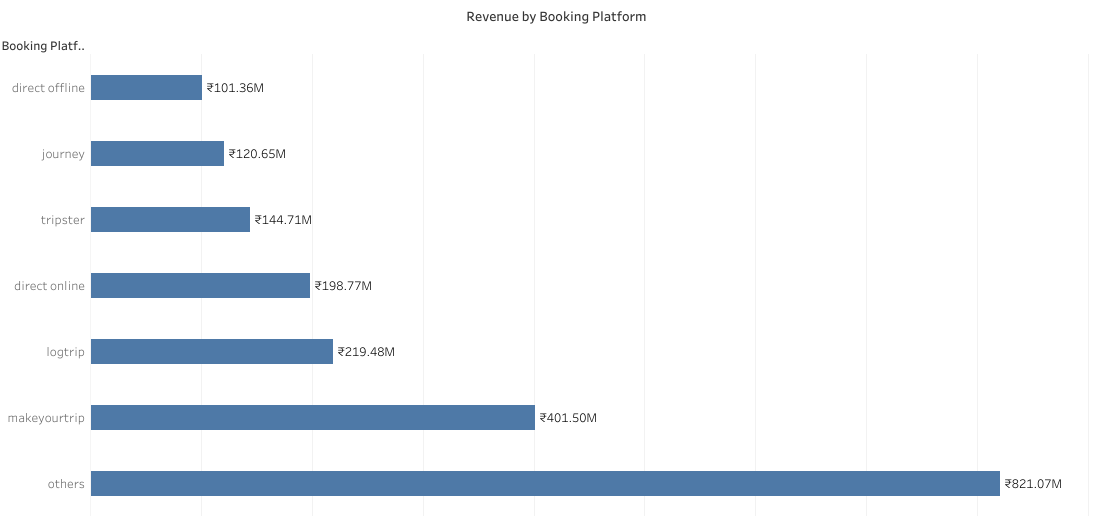 Revenue by Booking Platform
Booking Platf..
direct offline ₹101.36M
journey ₹120.65M
tripster ₹144.71M
direct online ₹198.77M
logtrip ₹219.48M
makeyourtrip ₹401.50M
others ₹821.07M